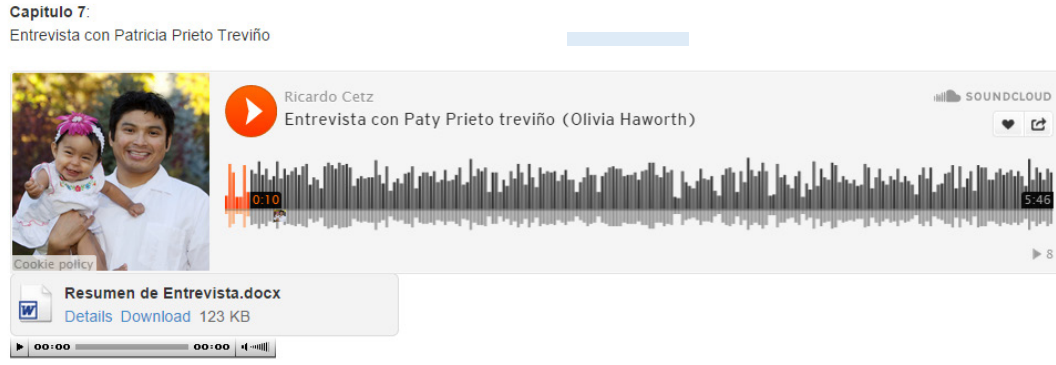 Capitulo 7:
Entrevista con Patricia Prieto Treviño
Ricardo Cetz
SOUNDCLOUD
Entrevista con Paty Prieto treviño (Olivia Haworth)
0:10
5:46
Cookie policy
8
Resumen de Entrevista.docx
W
Details Download 123 KB
00:00 00:00